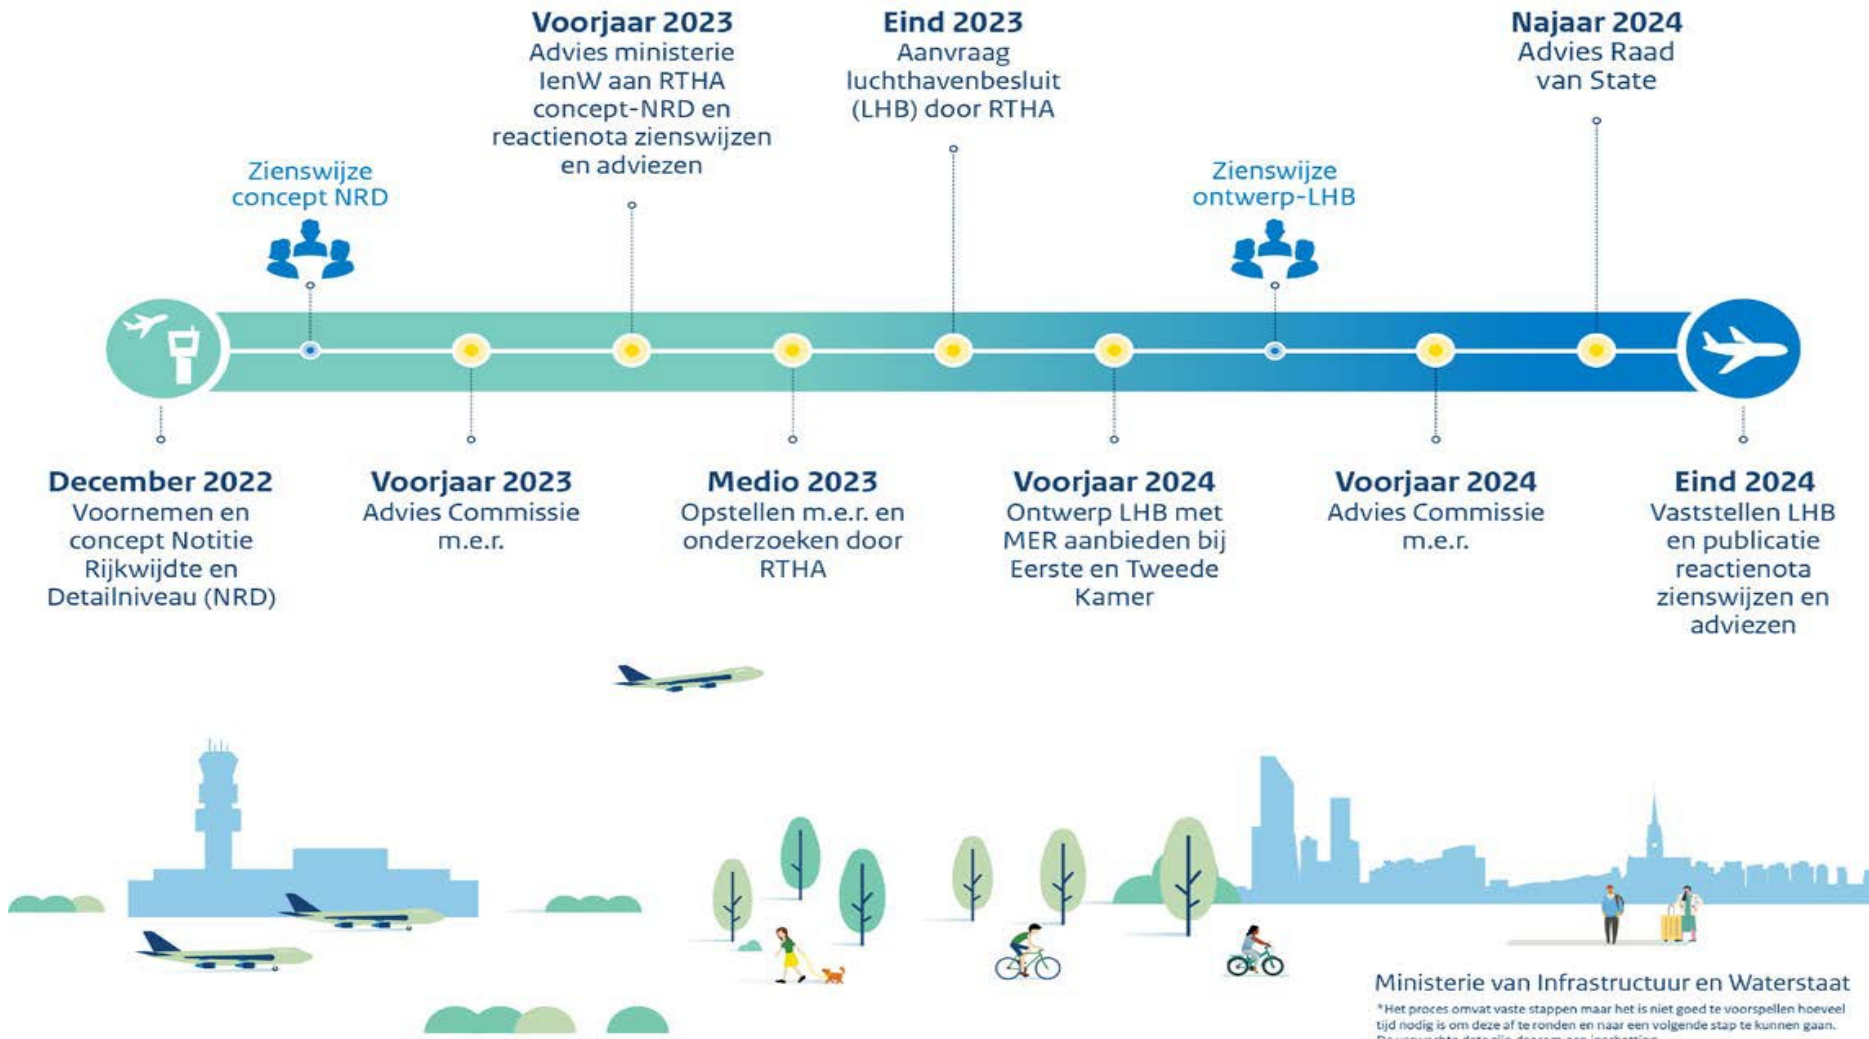 Voorjaar 2023
Advies ministerie
IenW aan RTHA
concept-NRD en
reactienota zienswijzen
en adviezen
Eind 2023
Aanvraag
luchthavenbesluit
(LHB) door RTHA
Najaar 2024
Advies Raad
van State
Zienswijze
concept NRD
Zienswijze
ontwerp-LHB
December 2022
Voornemen en
concept Notitie
Rijkwijdte en
Detailniveau (NRD)
Voorjaar 2023
Advies Commissie
m.e.r.
Medio 2023
Opstellen m.e.r. en
onderzoeken door
RTHA
Voorjaar 2024
Ontwerp LHB met
MER aanbieden bij
Eerste en Tweede
Kamer
Voorjaar 2024
Advies Commissie
m.e.r.
Eind 2024
Vaststellen LHB
en publicatie
reactienota
zienswijzen en
adviezen
Ministerie van Infrastructuur en Waterstaat
*Het proces omvat vaste stappen maar het is niet goed te voorspellen hoeveel
tijd nodig is om deze af te ronden en naar een volgende stap te kunnen gaan.